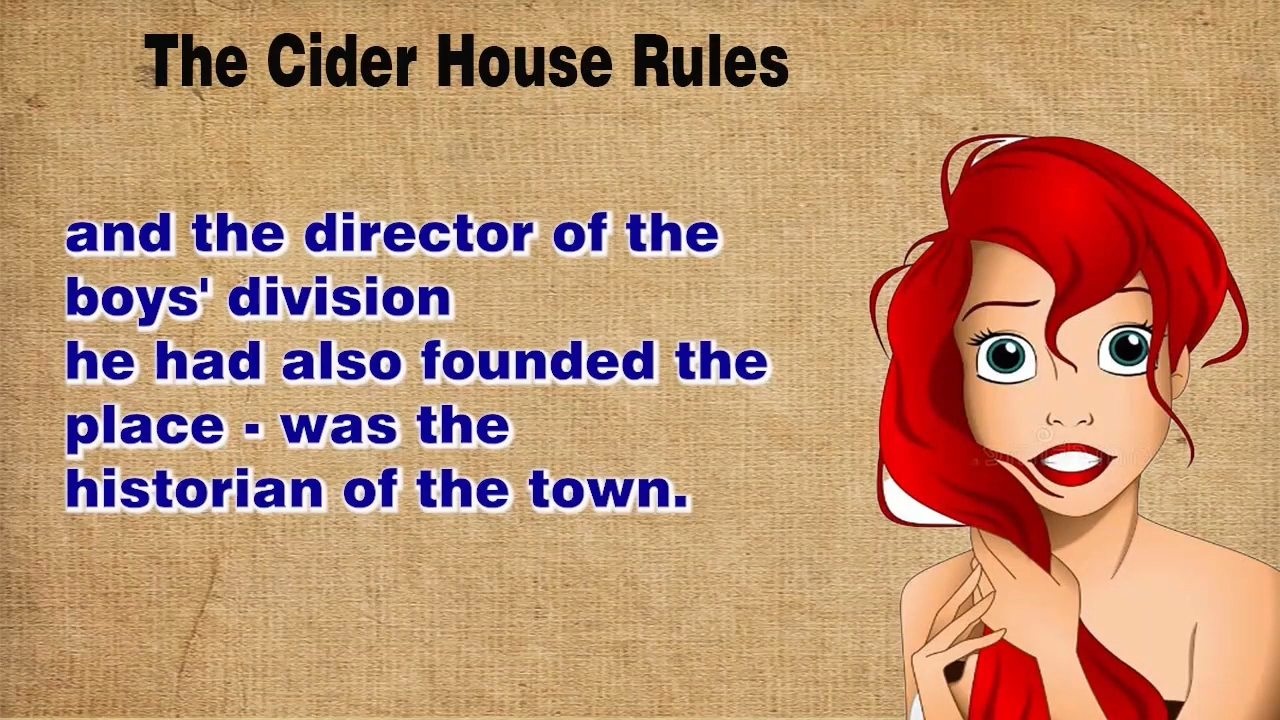 The Cider House Rules
and the director of the
boys' division
he had also founded the
place - was the
historian of the town.